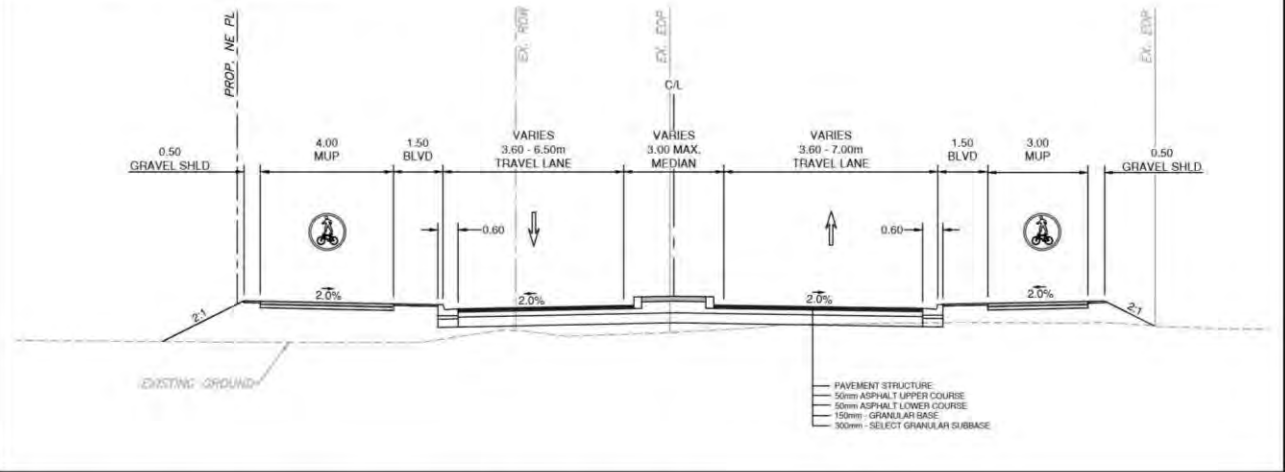 PROP. NE PL
EX. ROW
EX. EOP
EX. EOP
C/L
0.50
GRAVEL SHLD
4.00
MUP
1.50
BLVD
VARIES
3.60 - 6.50m
TRAVEL LANE
VARIES
3.00 MAX.
MEDIAN
VARIES
3.60 - 7.00m
TRAVEL LANE
1.50
BLVD
3.00
MUP
0.50
GRAVEL SHLD
0.60
0.60
2.0%
2.0%
2.0%
2.0%
2:1
2:1
EXISTING GROUND
PAVEMENT STRUCTURE:
50mm ASPHALT UPPER COURSE
50mm ASPHALT LOWER COURSE
150mm - GRANULAR BASE
300mm - SELECT GRANULAR SUBBASE